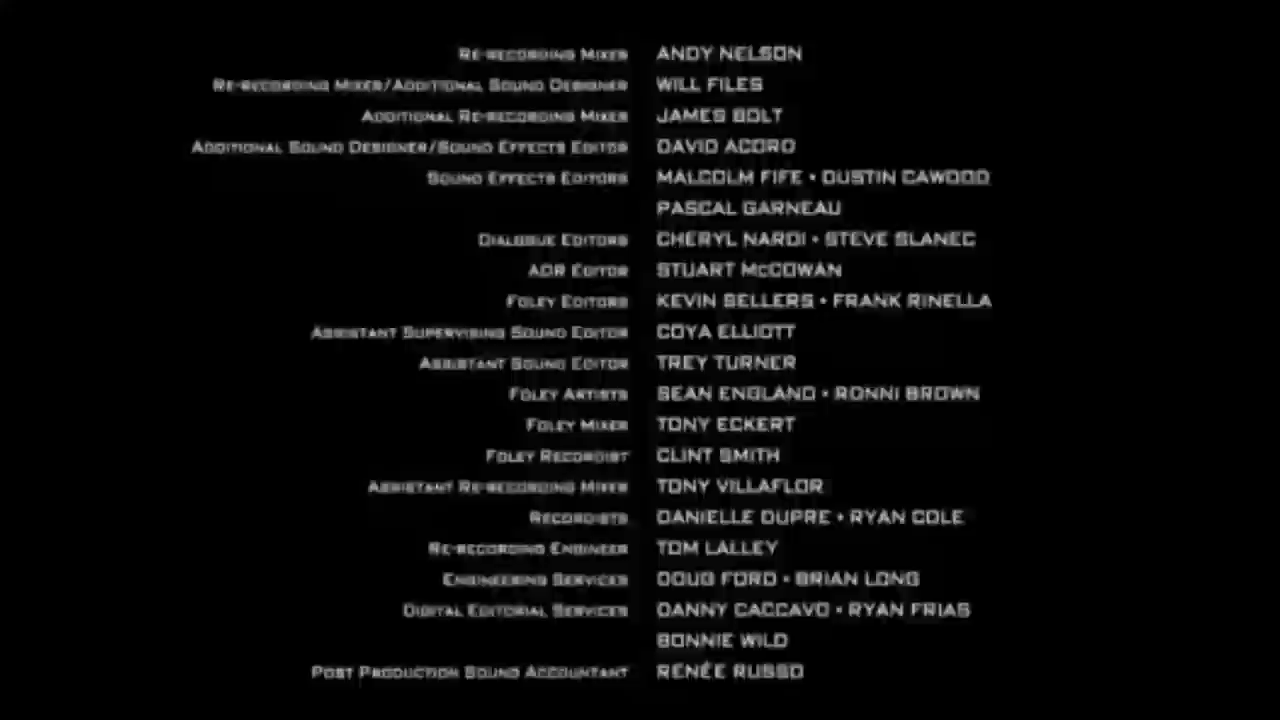 RE-RECORDING MIXER ANDY NELSON
RE-RECORDING MIXER/ADDITIONAL SOUND DESIGNER WILL FILES
ADDITIONAL RE-RECORDING MIXER JAMES BOLT
ADDITIONAL SOUND DESIGNER/SOUND EFFECTS EDITOR DAVID ACORD
SOUND EFFECTS EDITORS MALCOLM FIFE • DUSTIN CAWOOD
PASCAL GARNEAU
DIALOGUE EDITORS CHERYL NARDI • STEVE SLANEC
ADR EDITOR STUART McCOWAN
FOLEY EDITORS KEVIN SELLERS • FRANK RINELLA
ASSISTANT SUPERVISING SOUND EDITOR COYA ELLIOTT
ASSISTANT SOUND EDITOR TREY TURNER
FOLEY ARTISTS SEAN ENGLAND • RONNI BROWN
FOLEY MIXER TONY ECKERT
FOLEY RECORDIST CLINT SMITH
ASSISTANT RE-RECORDING MIXER TONY VILLAFLOR
RECORDISTS DANIELLE DUPRE • RYAN COLE
RE-RECORDING ENGINEER TOM LALLEY
ENGINEERING SERVICES DOUG FORD • BRIAN LONG
DIGITAL EDITORIAL SERVICES DANNY CACCAVO • RYAN FRIAS
BONNIE WILD
POST PRODUCTION SOUND ACCOUNTANT RENÉE RUSSO